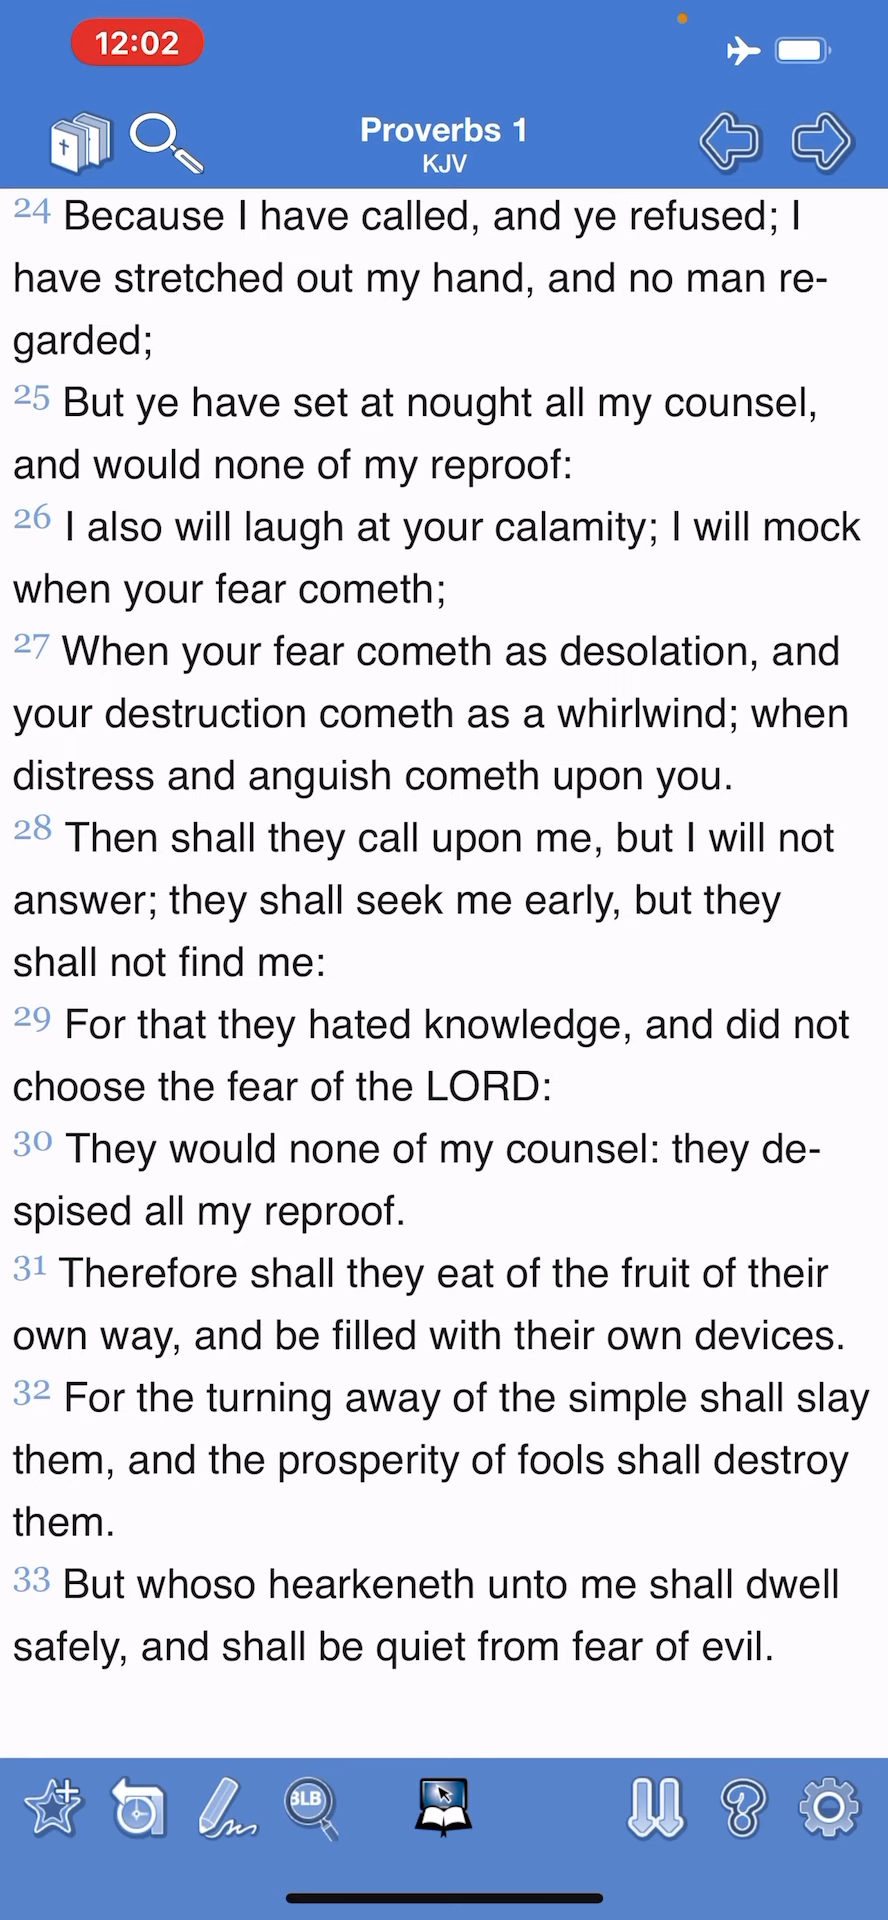 12:02
Proverbs 1
KJV
24 Because I have called, and ye refused; I
have stretched out my hand, and no man re-
garded;
25 But ye have set at nought all my counsel,
and would none of my reproof:
26 I also will laugh at your calamity; I will mock
when your fear cometh;
27 When your fear cometh as desolation, and
your destruction cometh as a whirlwind; when
distress and anguish cometh upon you.
28 Then shall they call upon me, but I will not
answer; they shall seek me early, but they
shall not find me:
29 For that they hated knowledge, and did not
choose the fear of the LORD:
30 They would none of my counsel: they de-
spised all my reproof.
31 Therefore shall they eat of the fruit of their
own way, and be filled with their own devices.
32 For the turning away of the simple shall slay
them, and the prosperity of fools shall destroy
them.
33 But whoso hearkeneth unto me shall dwell
safely, and shall be quiet from fear of evil.
BLB